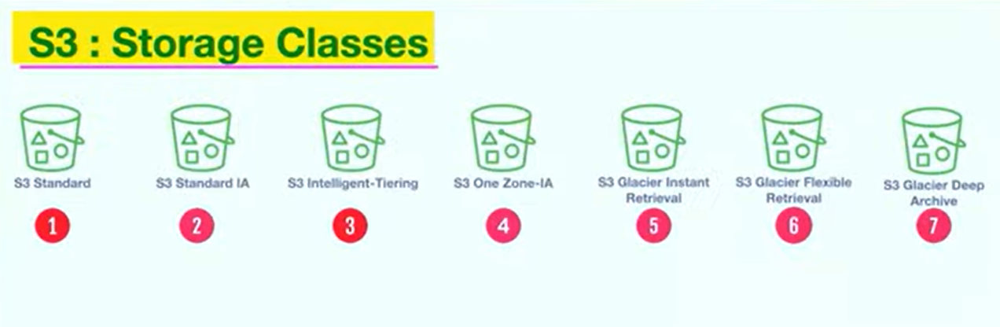 S3 : Storage Classes
S3 Standard
S3 Standard IA
S3 Intelligent-Tiering
S3 One Zone-IA
S3 Glacier Instant
Retrieval
S3 Glacier Flexible
Retrieval
S3 Glacier Deep
Archive
1
2
3
4
5
6
7